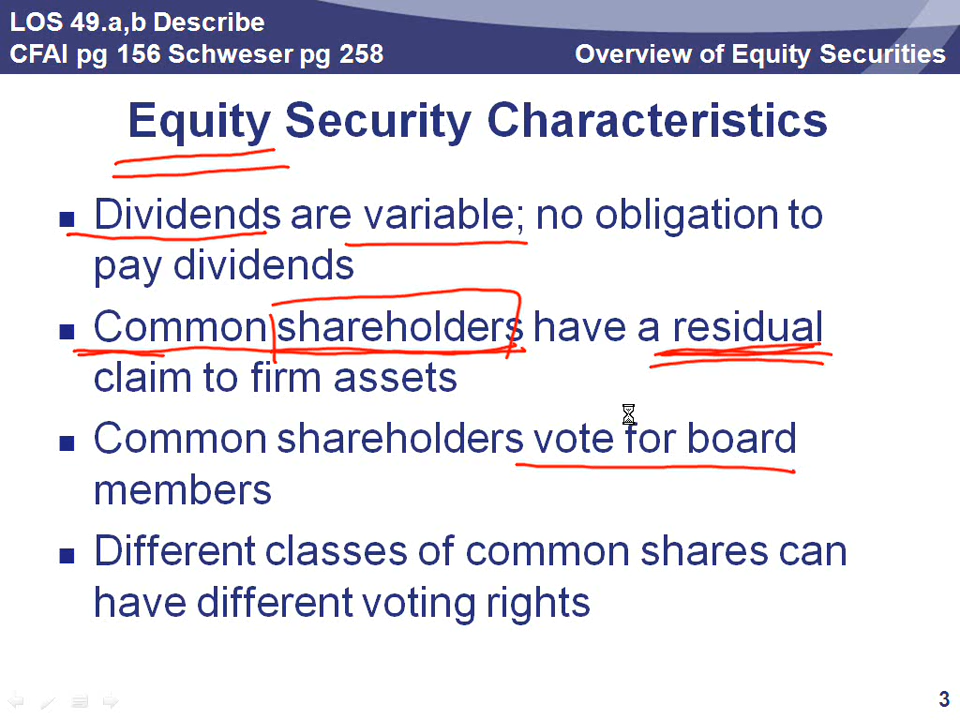 LOS 49.a,b Describe
CFAI pg 156 Schweser pg 258
Overview of Equity Securities
Equity Security Characteristics
Dividends are variable; no obligation to
pay dividends
Common shareholders have a residual
claim to firm assets
Common shareholders vote for board
members
Different classes of common shares can
have different voting rights
3